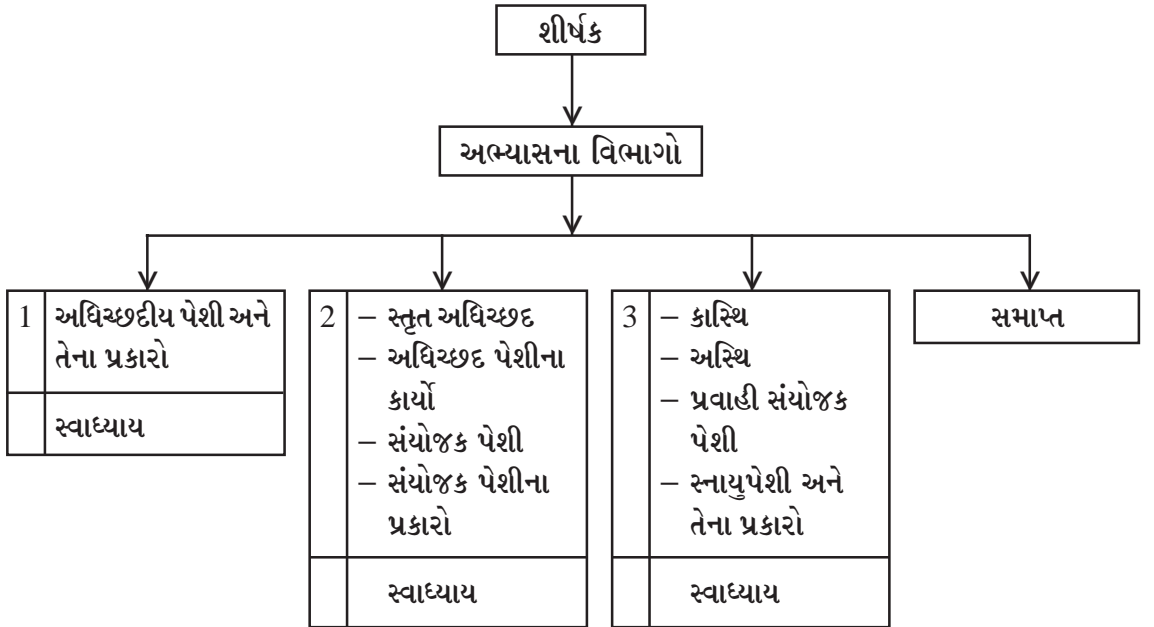 શીર્ષક
અભ્યાસના વિભાગો
1 અધિચ્છદીય પેશી અને
તેના પ્રકારો
સ્વાધ્યાય
2 – સ્તૃત અધિચ્છદ
– અધિચ્છદ પેશીના
કાર્યો
– સંયોજક પેશી
– સંયોજક પેશીના
પ્રકારો
સ્વાધ્યાય
3 – કાસ્થિ
– અસ્થિ
– પ્રવાહી સંયોજક
પેશી
– સ્નાયુપેશી અને
તેના પ્રકારો
સ્વાધ્યાય
સમાપ્ત